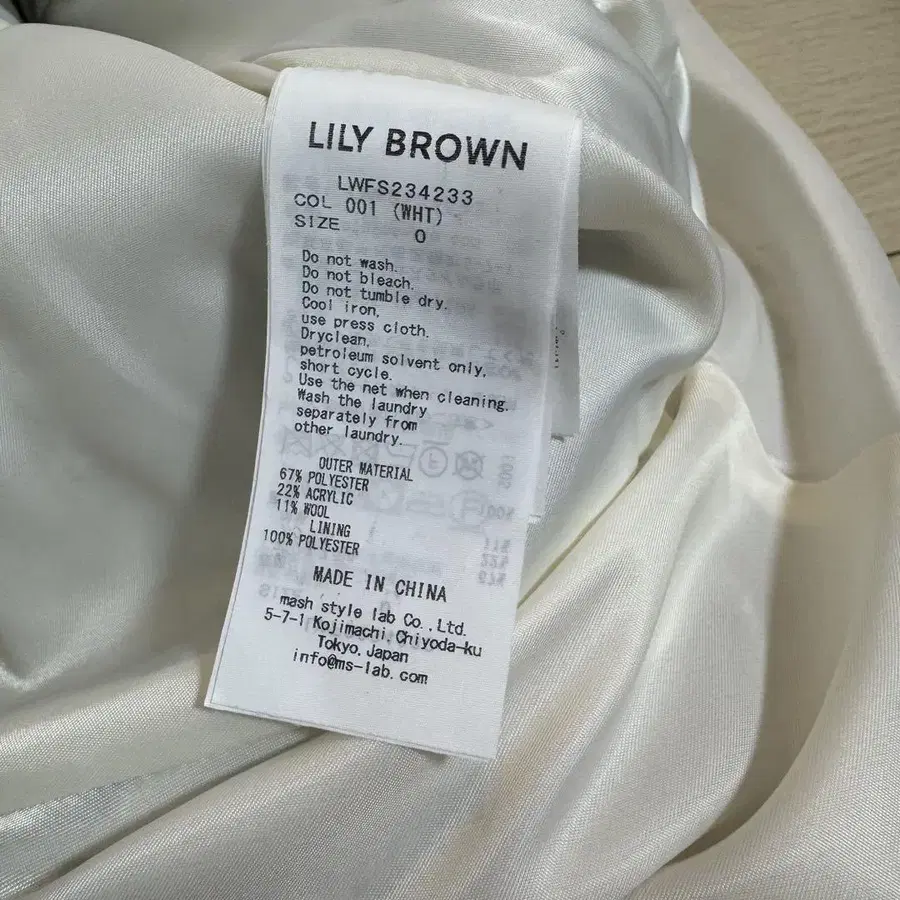 LILY BROWN
LWFS234233
COL 001 (WHT)
SIZE 0
Do not wash.
Do not bleach.
Do not tumble dry.
Cool iron,
use press cloth.
Dryclean,
petroleum solvent only,
short cycle.
Use the net when cleaning.
Wash the laundry
separately from
other laundry.
OUTER MATERIAL
67% POLYESTER
22% ACRYLIC
11% WOOL
LINING
100% POLYESTER
MADE IN CHINA
mash style lab Co.,Ltd.
5-7-1 Kojimachi,Chiyoda-ku
Tokyo,Japan
info@ms-lab.com